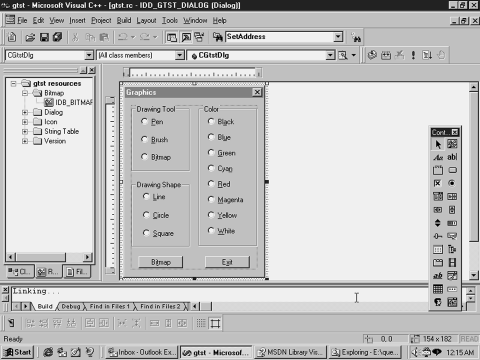 gtst - Microsoft Visual C++ - [gtst.rc - IDD_GTST_DIALOG (Dialog)]
File Edit View Insert Project Build Layout Tools Window Help
SetAddress
CGtstDlg (All class members) CGtstDlg
gtst resources
Bitmap
IDB_BITMAP
Dialog
Icon
String Table
Version
Graphics
Drawing Tool
Pen
Brush
Bitmap
Drawing Shape
Line
Circle
Square
Color
Black
Blue
Green
Cyan
Red
Magenta
Yellow
White
Bitmap Exit
Cont...
Aa ab|
Cl... R... Fil...
Linking...
Build Debug Find in Files 1 Find in Files 2
Ready 0, 0 154 x 182 READ
Start Inbox - Outlook Ex... gtst - Microsof... MSDN Library Vis... Exploring - E:\que... 12:15 AM